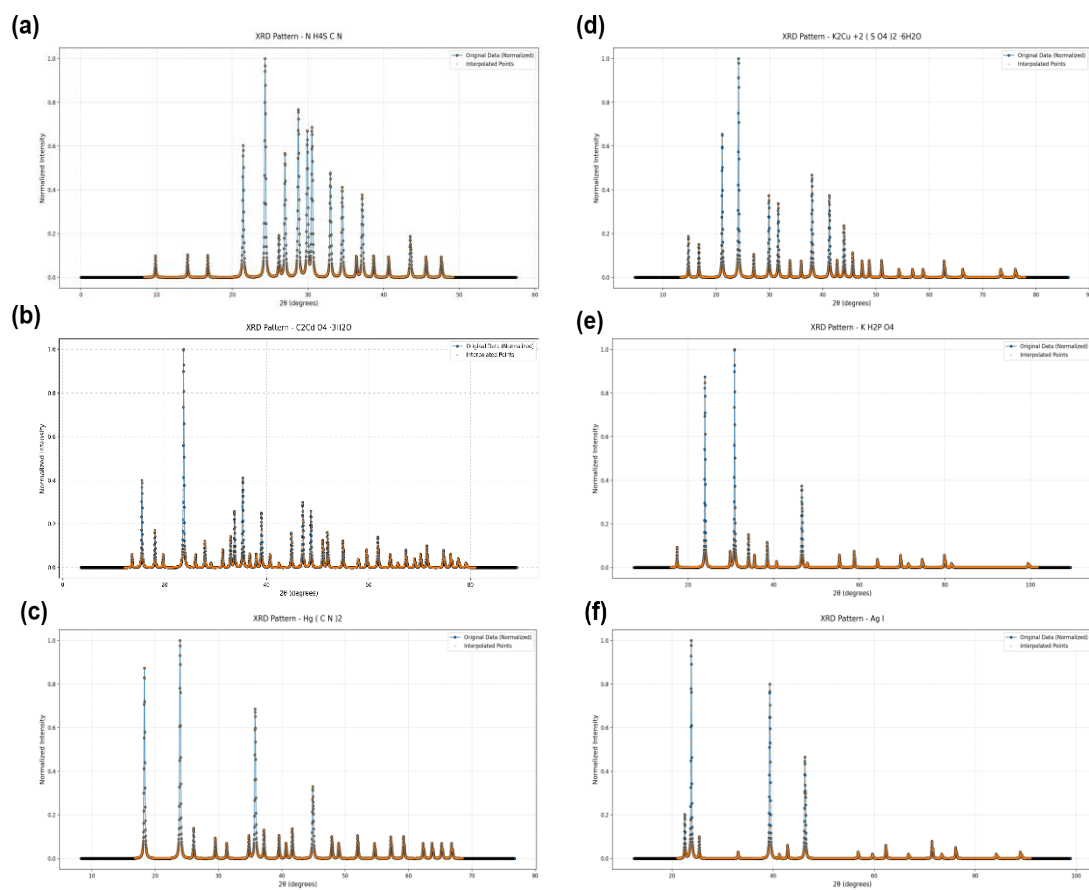 (a)
XRD Pattern - N H4S C N
Original Data (Normalized)
Interpolated Points
Normalized Intensity
1.0
0.8
0.6
0.4
0.2
0.0
0 10 20 30 40 50 60
2θ (degrees)
(b)
XRD Pattern - C2Cd O4 ·3H2O
Original Data (Normalized)
Interpolated Points
Normalized Intensity
1.0
0.8
0.6
0.4
0.2
0.0
0 20 40 60 80
2θ (degrees)
(c)
XRD Pattern - Hg ( C N )2
Original Data (Normalized)
Interpolated Points
Normalized Intensity
1.0
0.8
0.6
0.4
0.2
0.0
10 20 30 40 50 60 70 80
2θ (degrees)
(d)
XRD Pattern - K2Cu +2 ( S O4 )2 ·6H2O
Original Data (Normalized)
Interpolated Points
Normalized Intensity
1.0
0.8
0.6
0.4
0.2
0.0
10 20 30 40 50 60 70 80
2θ (degrees)
(e)
XRD Pattern - K H2P O4
Original Data (Normalized)
Interpolated Points
Normalized Intensity
1.0
0.8
0.6
0.4
0.2
0.0
20 40 60 80 100
2θ (degrees)
(f)
XRD Pattern - Ag I
Original Data (Normalized)
Interpolated Points
Normalized Intensity
1.0
0.8
0.6
0.4
0.2
0.0
20 40 60 80 100
2θ (degrees)